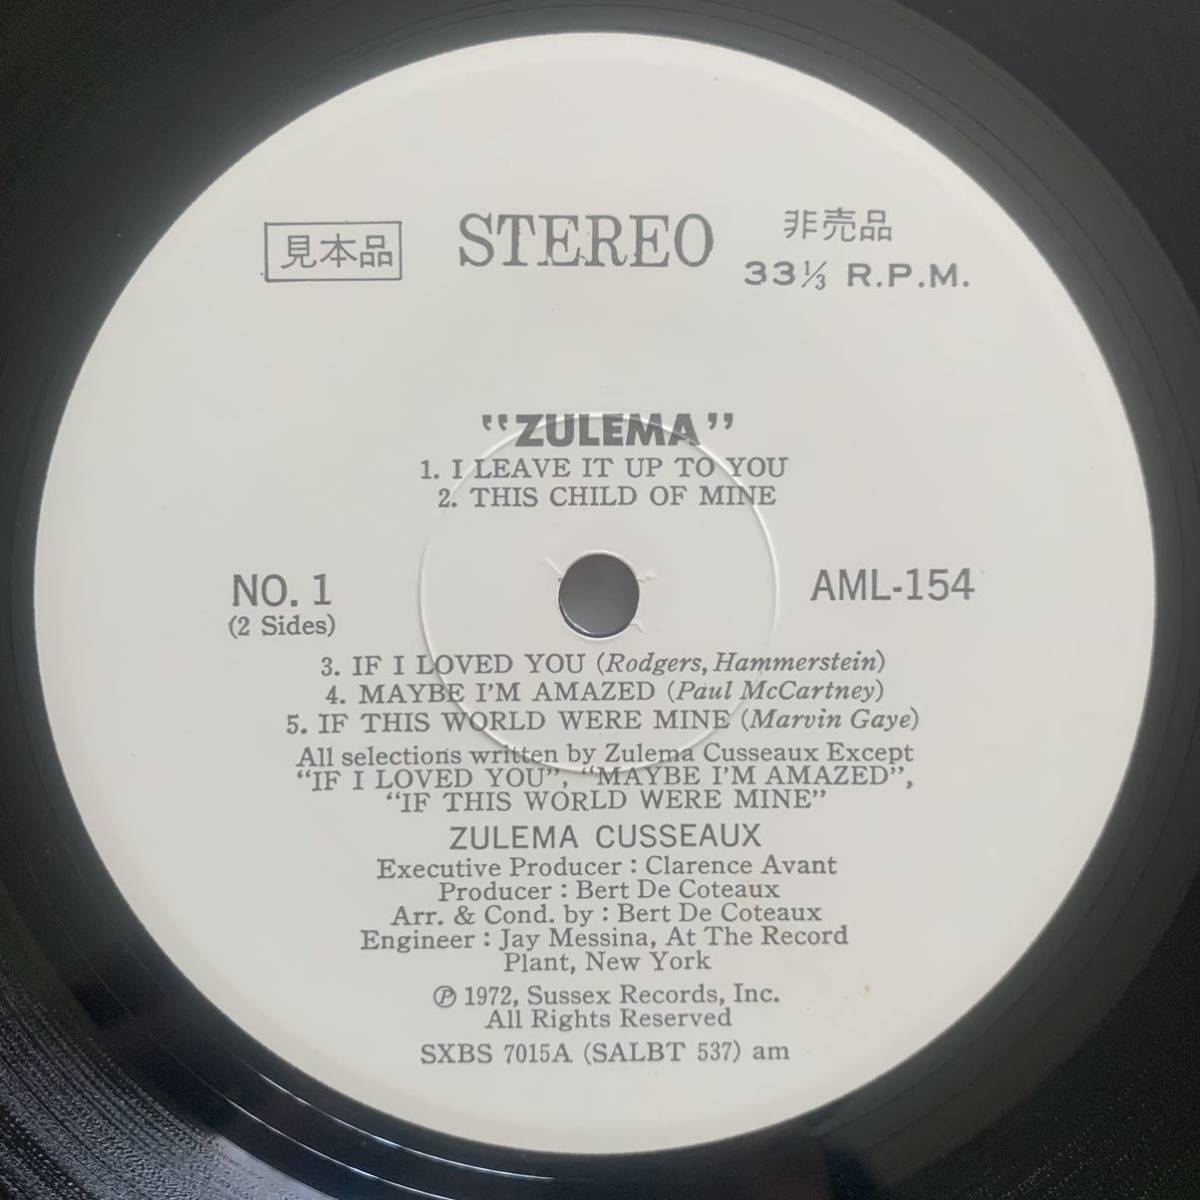 見本品
STEREO
非売品
33⅓ R.P.M.
“ZULEMA”
1. I LEAVE IT UP TO YOU
2. THIS CHILD OF MINE
NO. 1
(2 Sides)
AML-154
3. IF I LOVED YOU (Rodgers, Hammerstein)
4. MAYBE I'M AMAZED (Paul McCartney)
5. IF THIS WORLD WERE MINE (Marvin Gaye)
All selections written by Zulema Cusseaux Except
“IF I LOVED YOU”, “MAYBE I'M AMAZED”,
“IF THIS WORLD WERE MINE”
ZULEMA CUSSEAUX
Executive Producer : Clarence Avant
Producer : Bert De Coteaux
Arr. & Cond. by : Bert De Coteaux
Engineer : Jay Messina, At The Record
Plant, New York
℗ 1972, Sussex Records, Inc.
All Rights Reserved
SXBS 7015A (SALBT 537) am